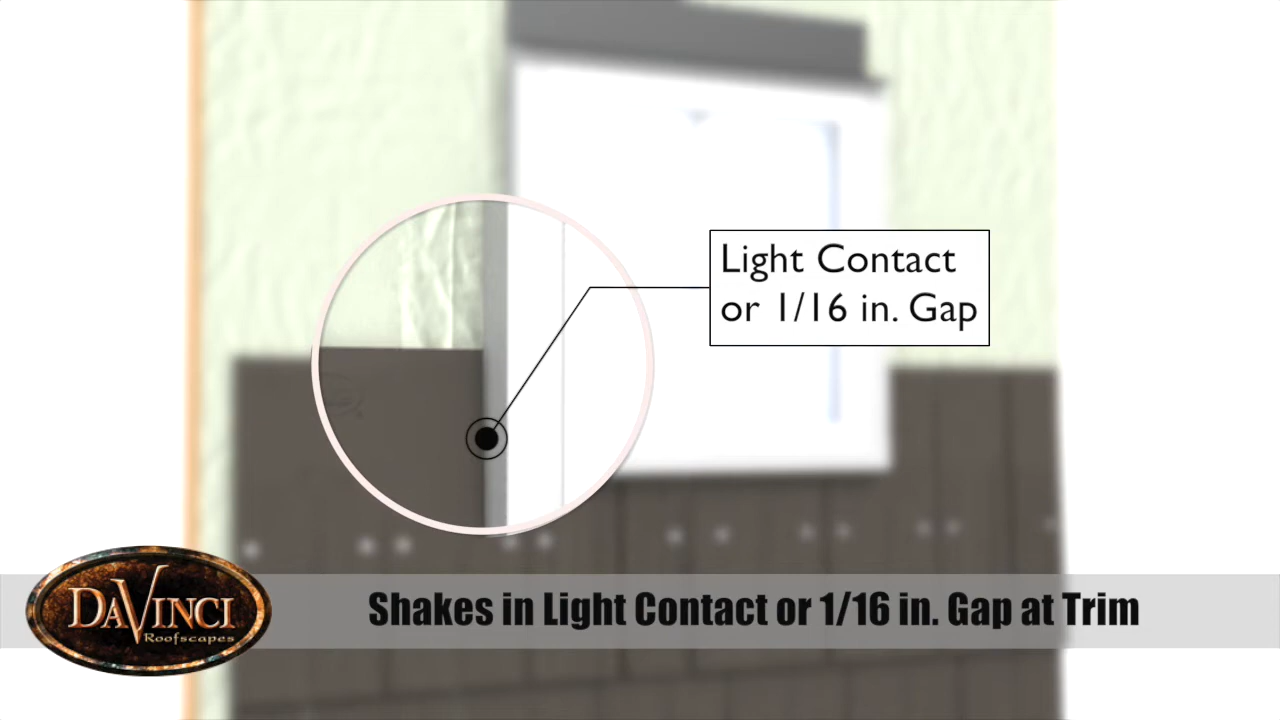 Light Contact
or 1/16 in. Gap
DAVINCI
Roofscapes
Shakes in Light Contact or 1/16 in. Gap at Trim